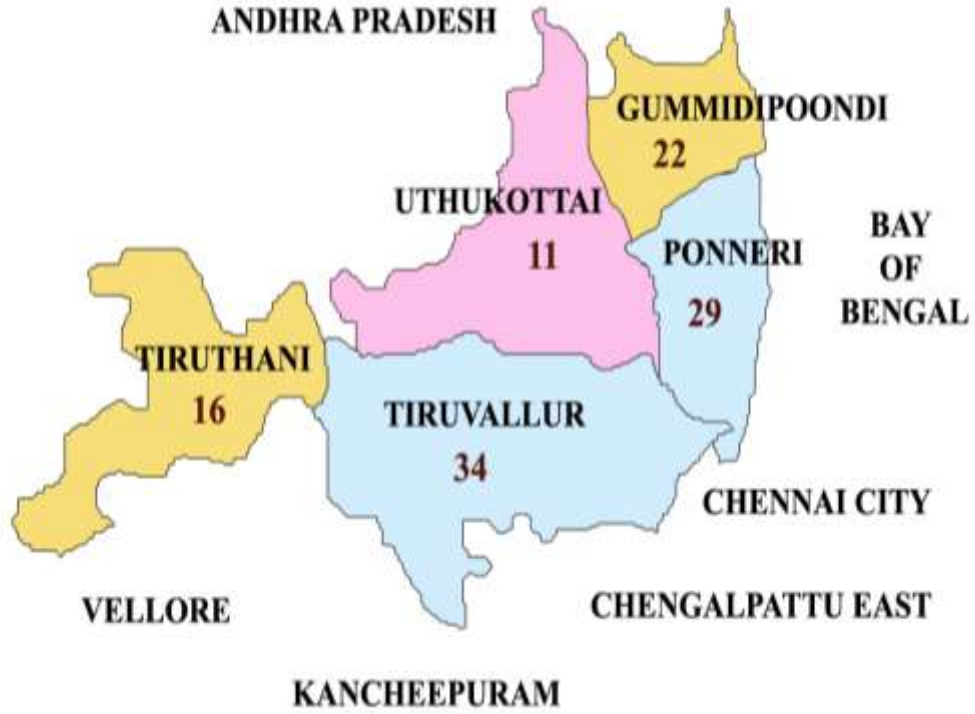 ANDHRA PRADESH
GUMMIDIPOONDI
22
UTHUKOTTAI
11
PONNERI
29
BAY
OF
BENGAL
TIRUTHANI
16
TIRUVALLUR
34
CHENNAI CITY
VELLORE
CHENGALPATTU EAST
KANCHEEPURAM